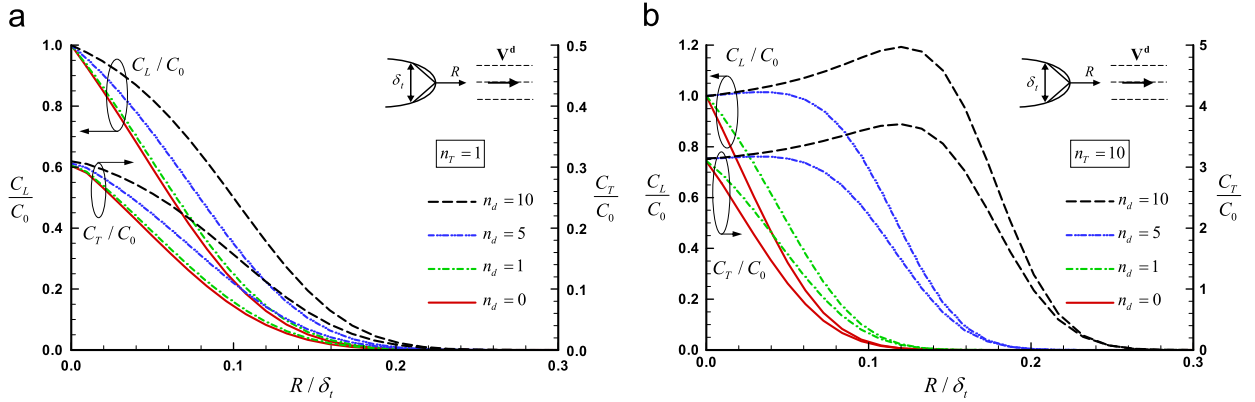 a
1.0
0.8
0.6
0.4
0.2
0.0
C_L / C_0
0.5
0.4
0.3
0.2
0.1
0.0
C_T / C_0
0.0 0.1 0.2 0.3
R / δ_t
C_L / C_0
C_T / C_0
δ_t R V^d
n_T = 1
n_d = 10
n_d = 5
n_d = 1
n_d = 0
b
1.2
1.0
0.8
0.6
0.4
0.2
0.0
C_L / C_0
5
4
3
2
1
0
C_T / C_0
0.0 0.1 0.2 0.3
R / δ_t
C_L / C_0
C_T / C_0
δ_t R V^d
n_T = 10
n_d = 10
n_d = 5
n_d = 1
n_d = 0